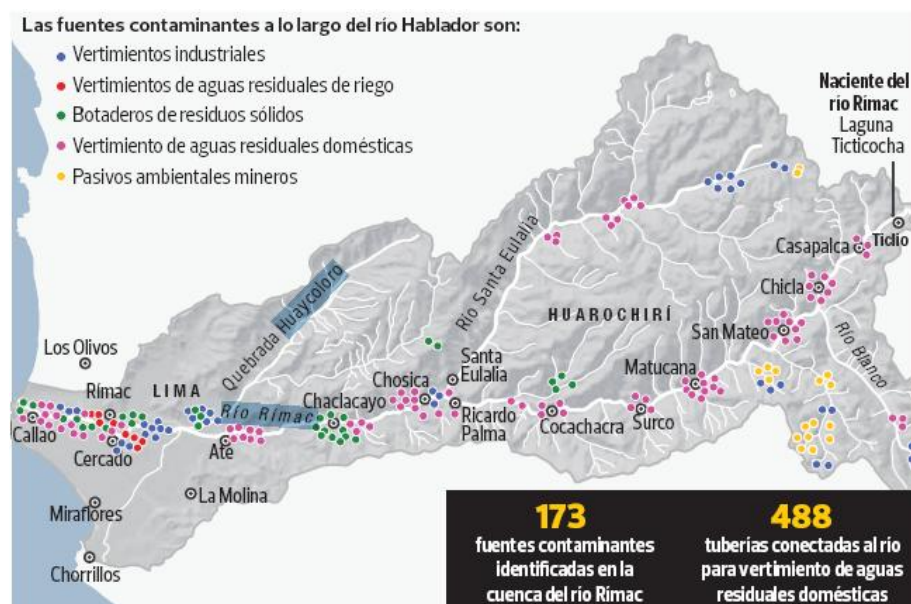 Las fuentes contaminantes a lo largo del río Hablador son:
Vertimientos industriales
Vertimientos de aguas residuales de riego
Botaderos de residuos sólidos
Vertimiento de aguas residuales domésticas
Pasivos ambientales mineros
Naciente del
río Rímac
Laguna
Ticticocha
Ticlio
Casapalca
Chicla
San Mateo
Río Blanco
Río Santa Eulalia
HUAROCHIRÍ
Quebrada Huaycoloro
Los Olivos
Rímac
LIMA
Río Rímac
Chaclacayo
Chosica
Santa
Eulalia
Matucana
Callao
Cercado
Ate
Ricardo
Palma
Cocachacra
Surco
La Molina
Miraflores
Chorrillos
173
fuentes contaminantes
identificadas en la
cuenca del río Rímac
488
tuberías conectadas al río
para vertimiento de aguas
residuales domésticas